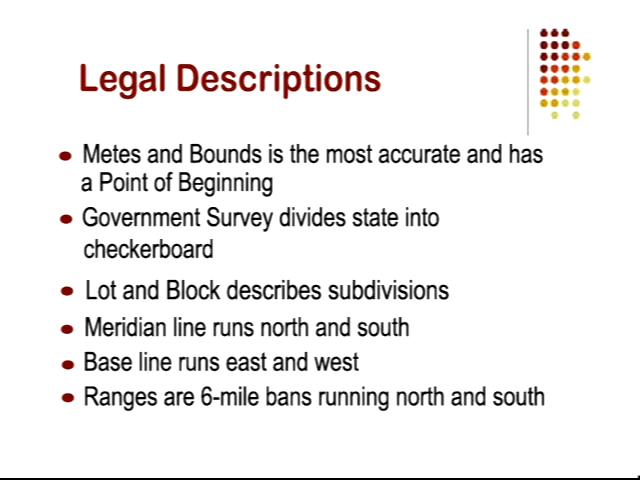 Legal Descriptions
Metes and Bounds is the most accurate and has
a Point of Beginning
Government Survey divides state into
checkerboard
Lot and Block describes subdivisions
Meridian line runs north and south
Base line runs east and west
Ranges are 6-mile bans running north and south